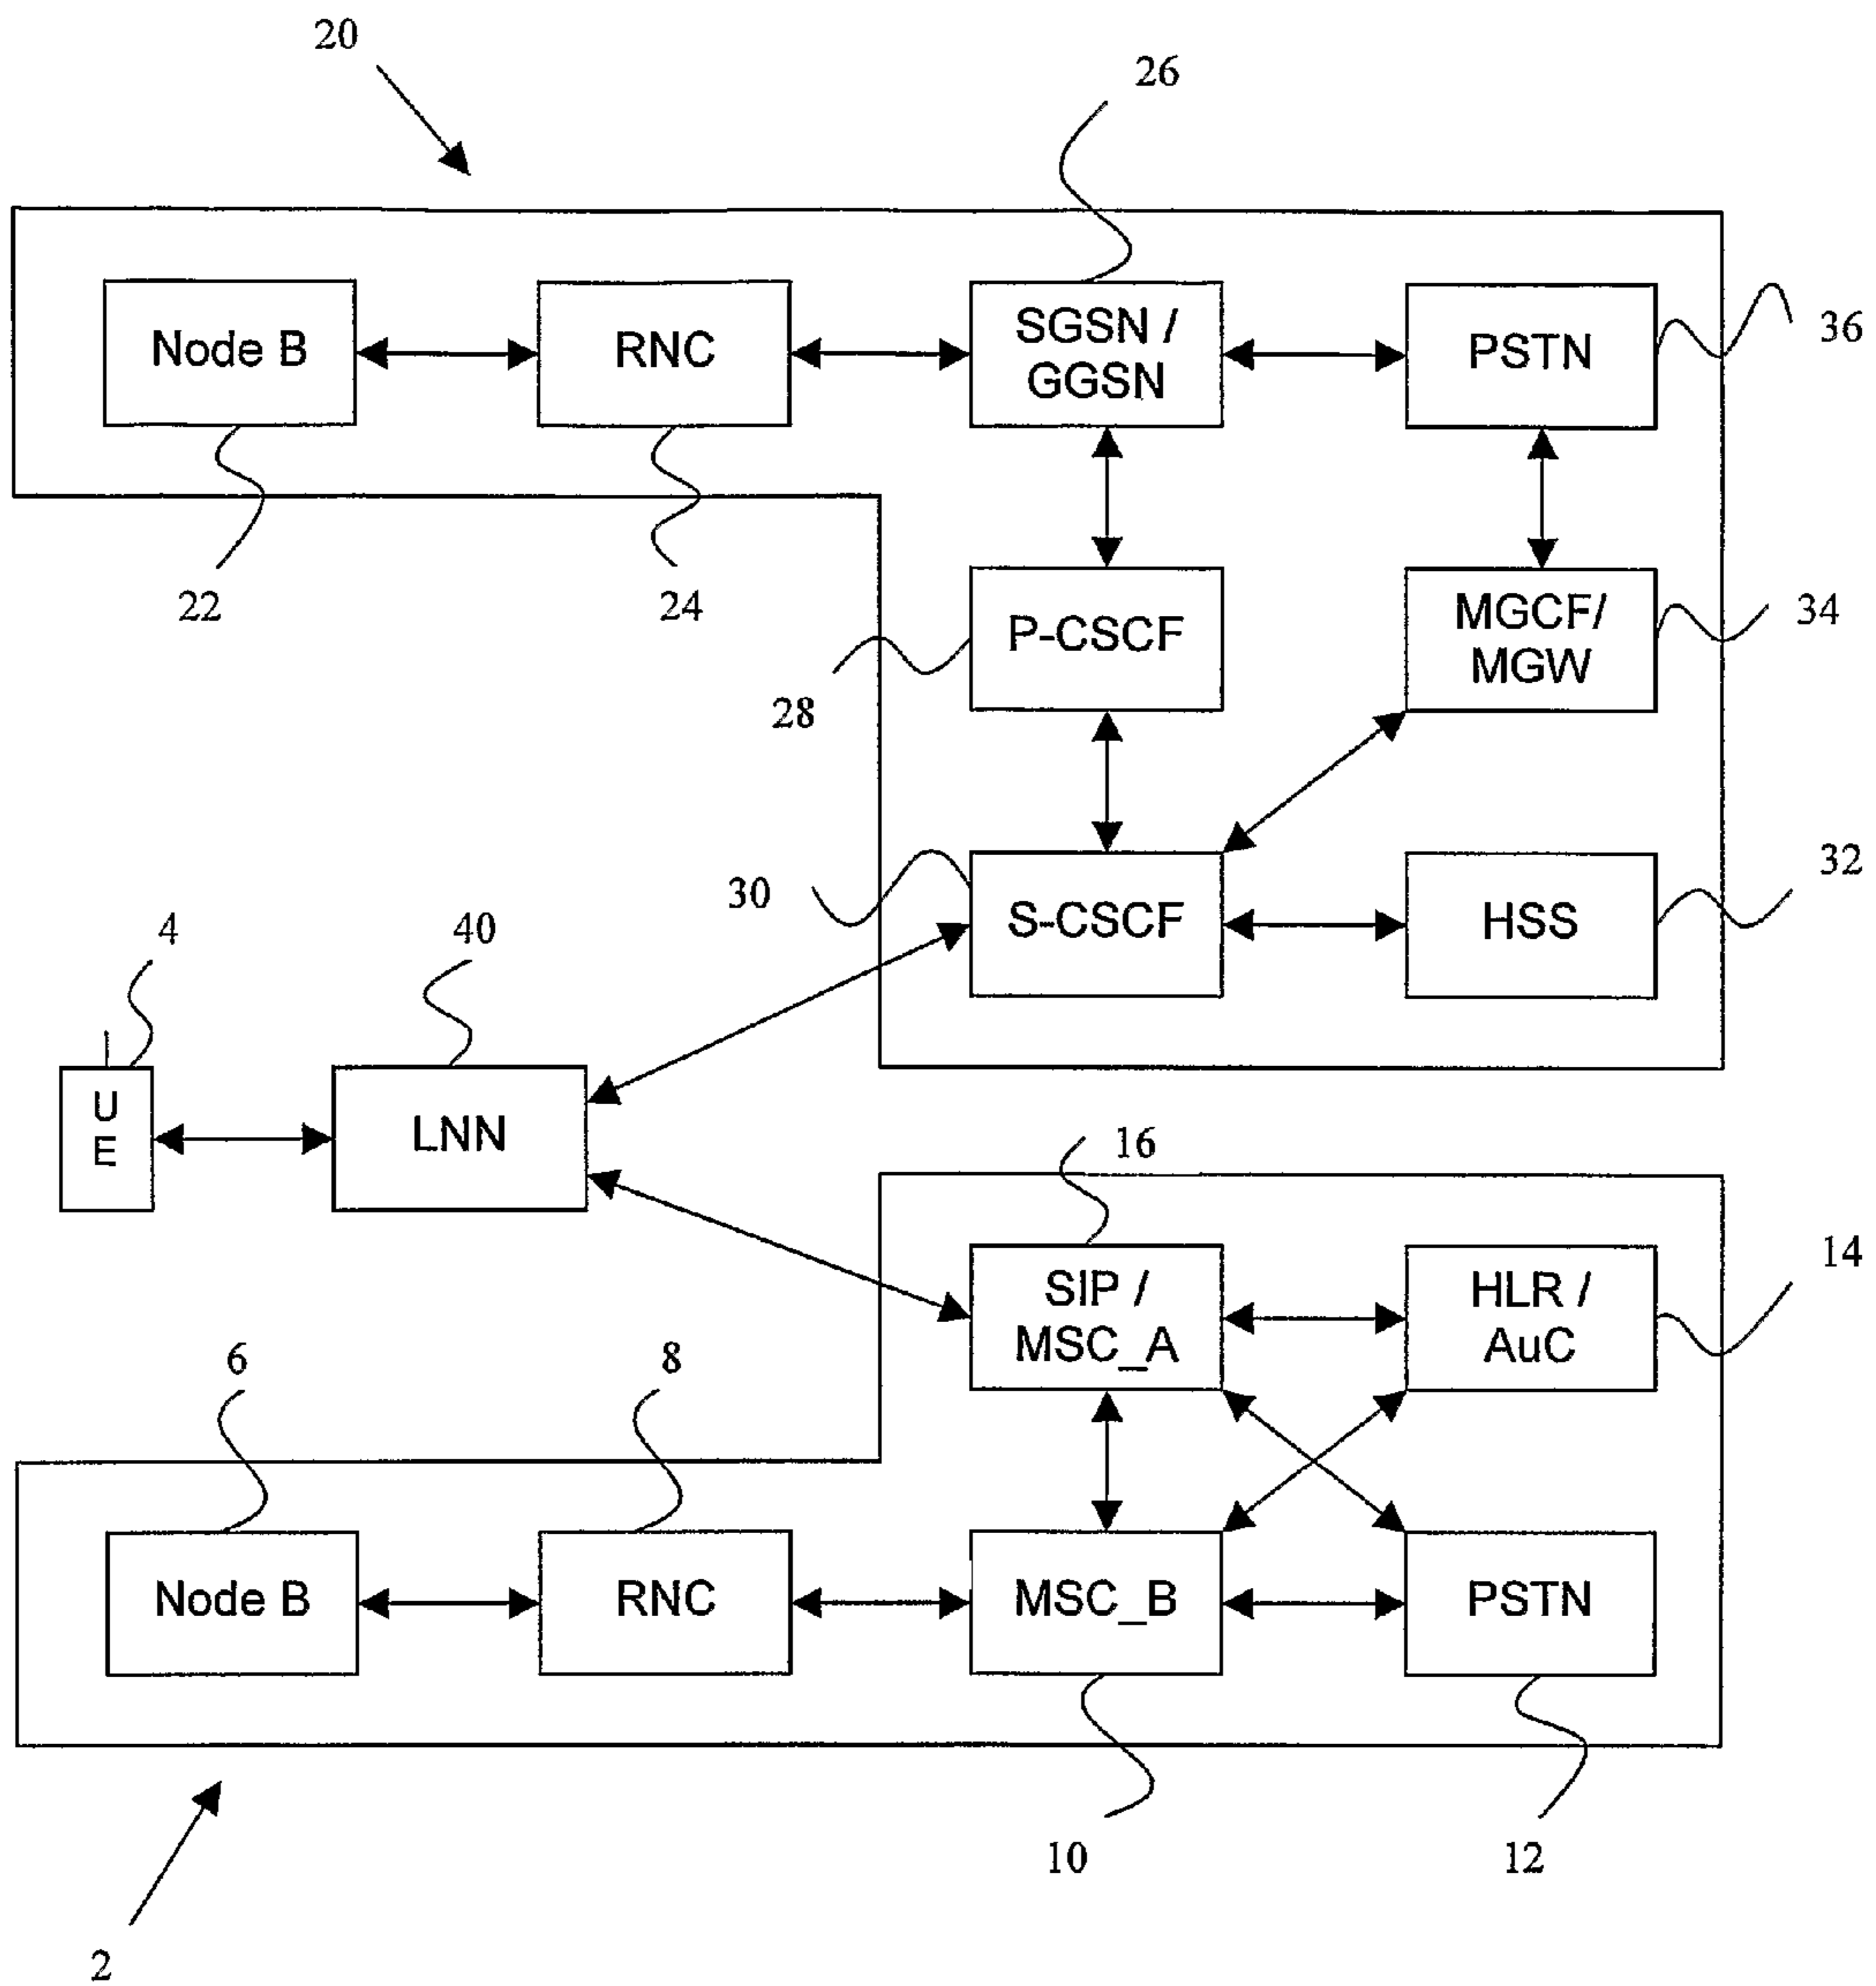 20
26
Node B
RNC
SGSN /
GGSN
PSTN
36
22
24
P-CSCF
MGCF/
MGW
34
28
30
S-CSCF
HSS
32
4
40
U
E
LNN
16
SIP /
MSC_A
HLR /
AuC
14
6
8
Node B
RNC
MSC_B
PSTN
10
12
2